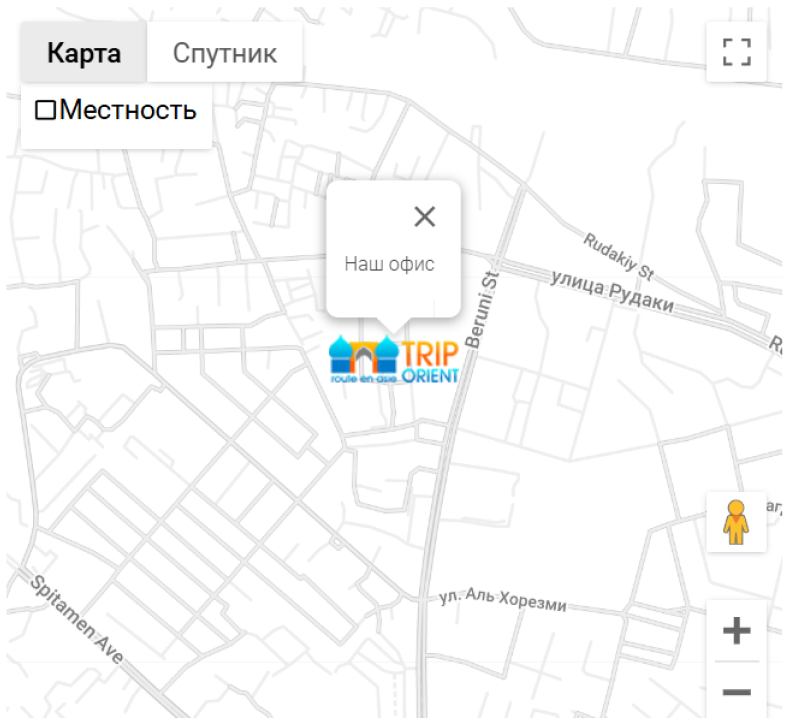 Карта
Спутник
Местность
Наш офис
Rudakiy St
улица Рудаки
Beruni St
TRIP
route en asie ORIENT
ул. Аль Хорезми
Spitamen Ave